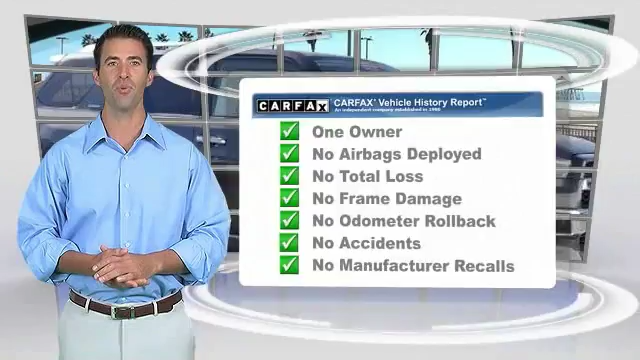 CARFAX CARFAX® Vehicle History Report™
An independent company established in 1986
One Owner
No Airbags Deployed
No Total Loss
No Frame Damage
No Odometer Rollback
No Accidents
No Manufacturer Recalls